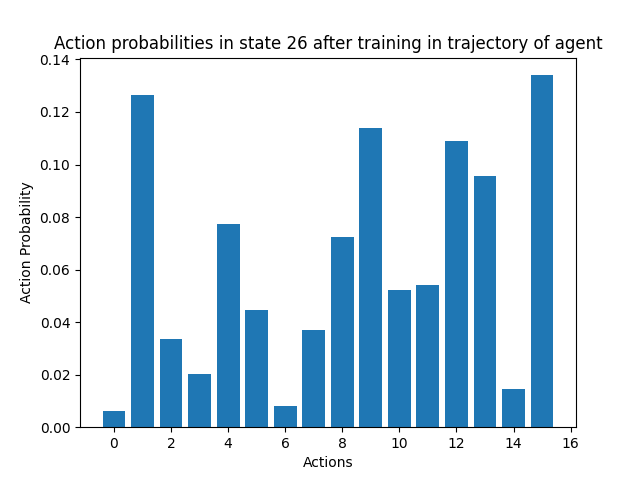 Action probabilities in state 26 after training in trajectory of agent
0.14
0.12
0.10
0.08
0.06
0.04
0.02
0.00
Action Probability
0 2 4 6 8 10 12 14 16
Actions